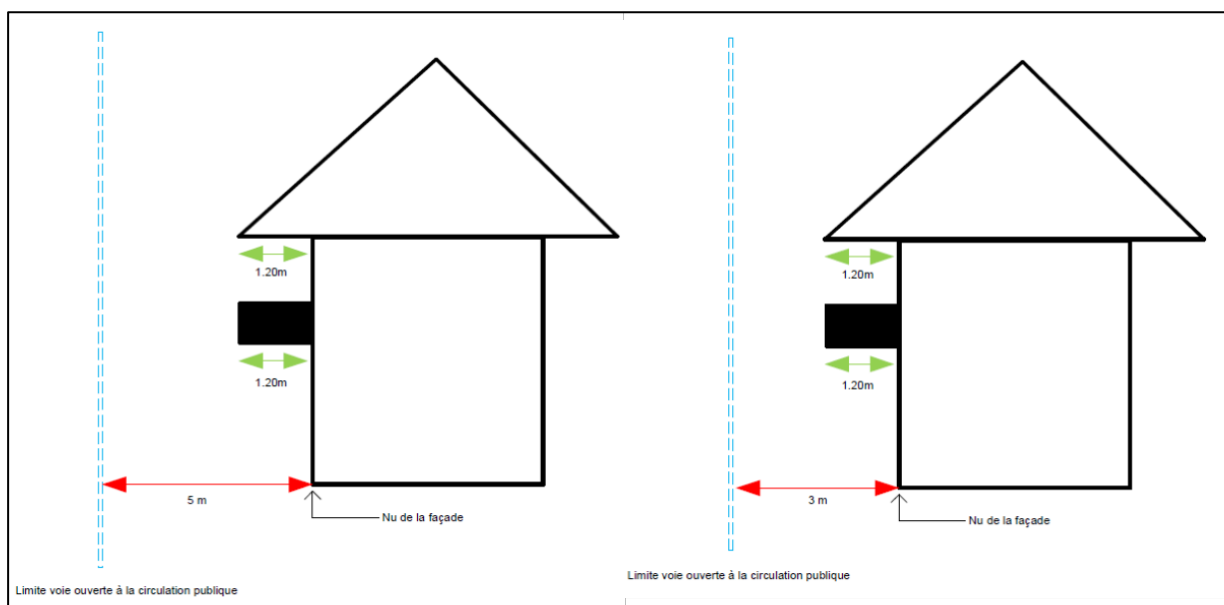 1.20m
1.20m
5 m
Nu de la façade
Limite voie ouverte à la circulation publique
1.20m
1.20m
3 m
Nu de la façade
Limite voie ouverte à la circulation publique